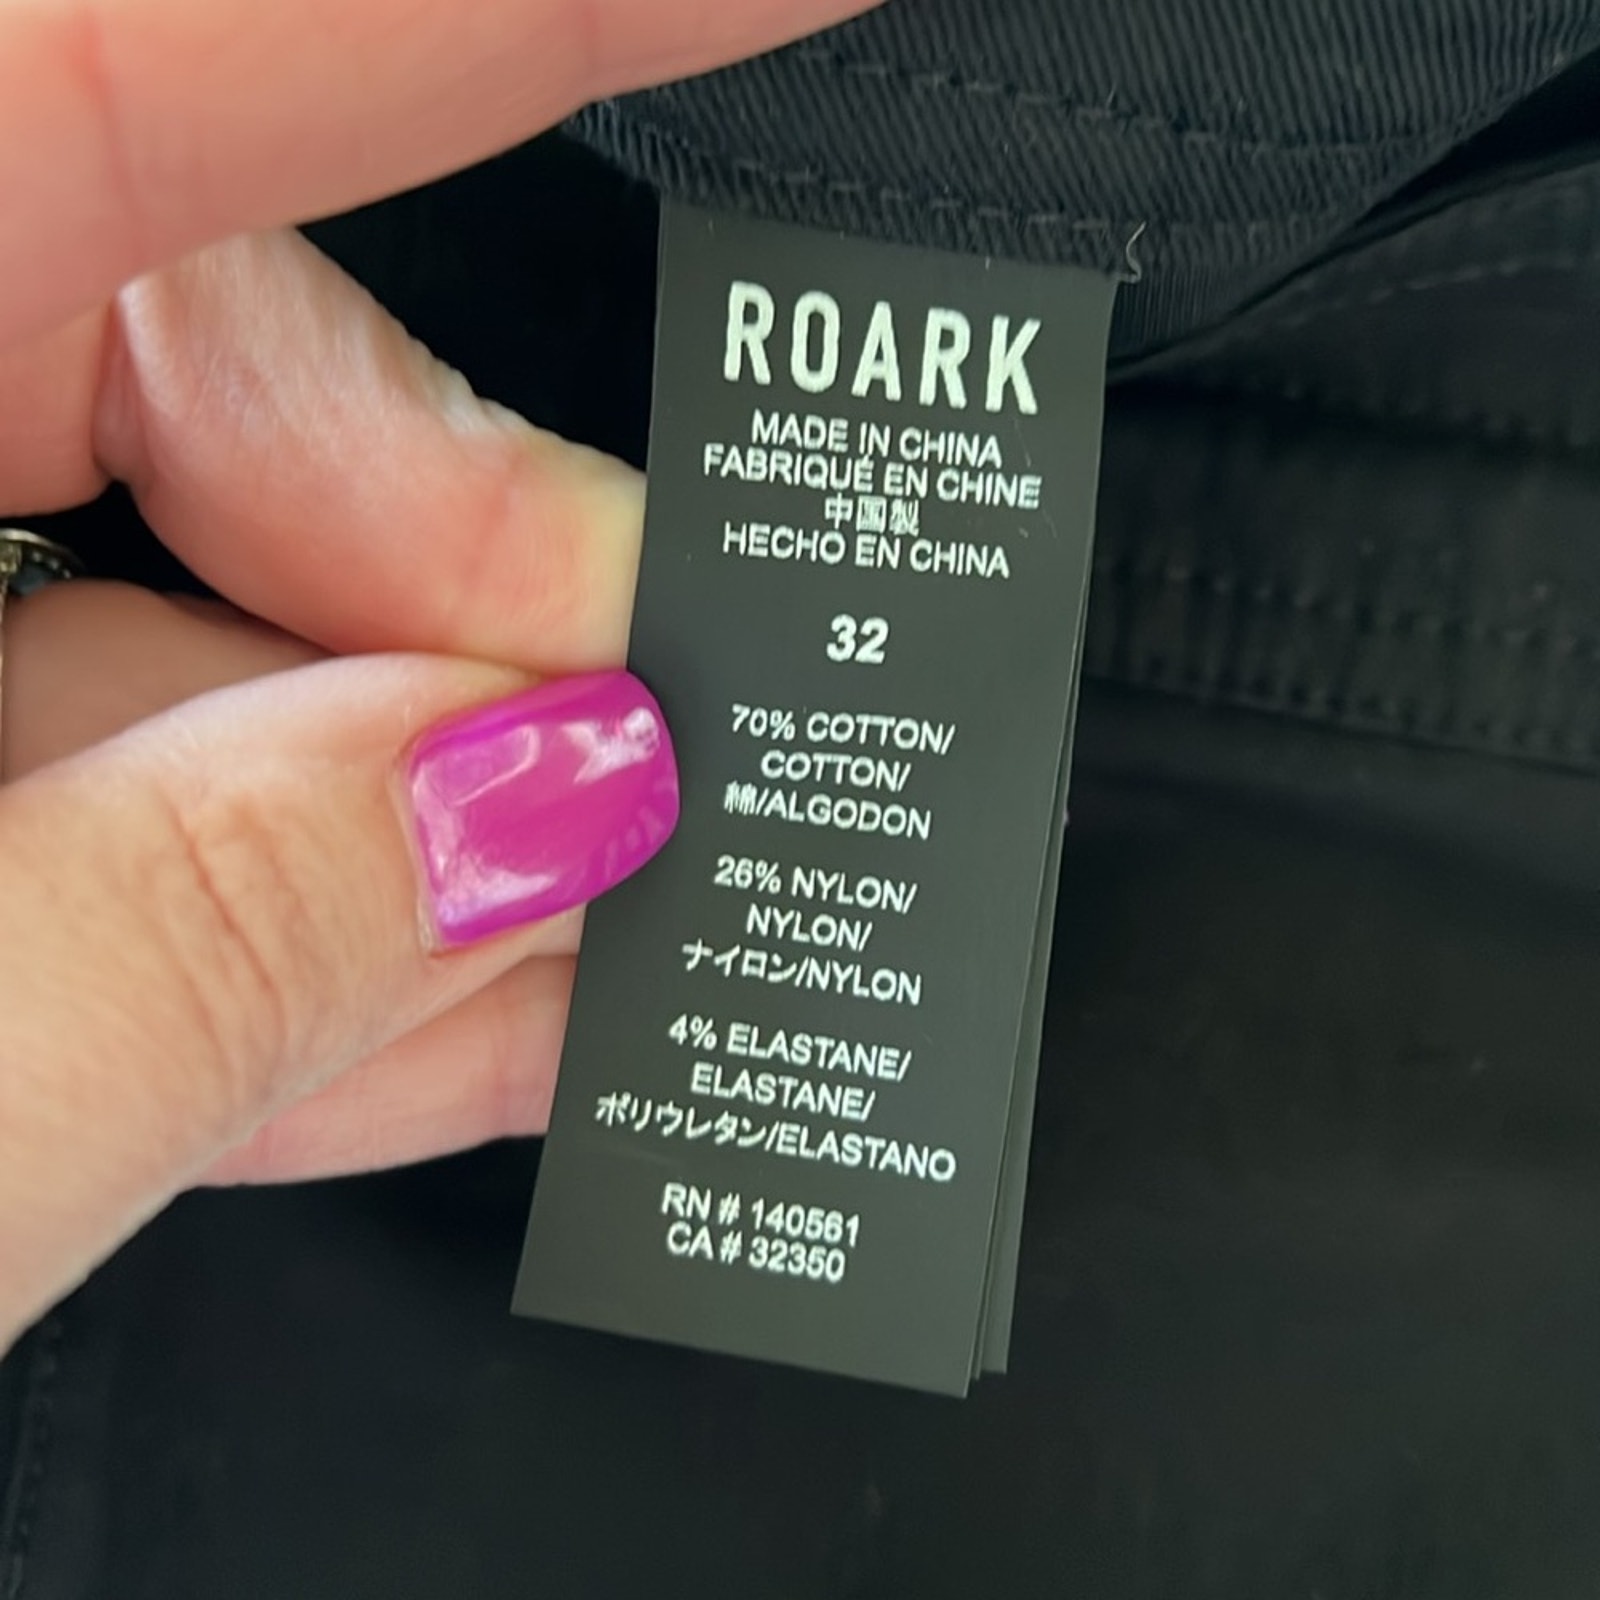 ROARK
MADE IN CHINA
FABRIQUÉ EN CHINE
中国製
HECHO EN CHINA
32
70% COTTON/
COTTON/
綿/ALGODON
26% NYLON/
NYLON/
ナイロン/NYLON
4% ELASTANE/
ELASTANE/
ポリウレタン/ELASTANO
RN # 140561
CA # 32350